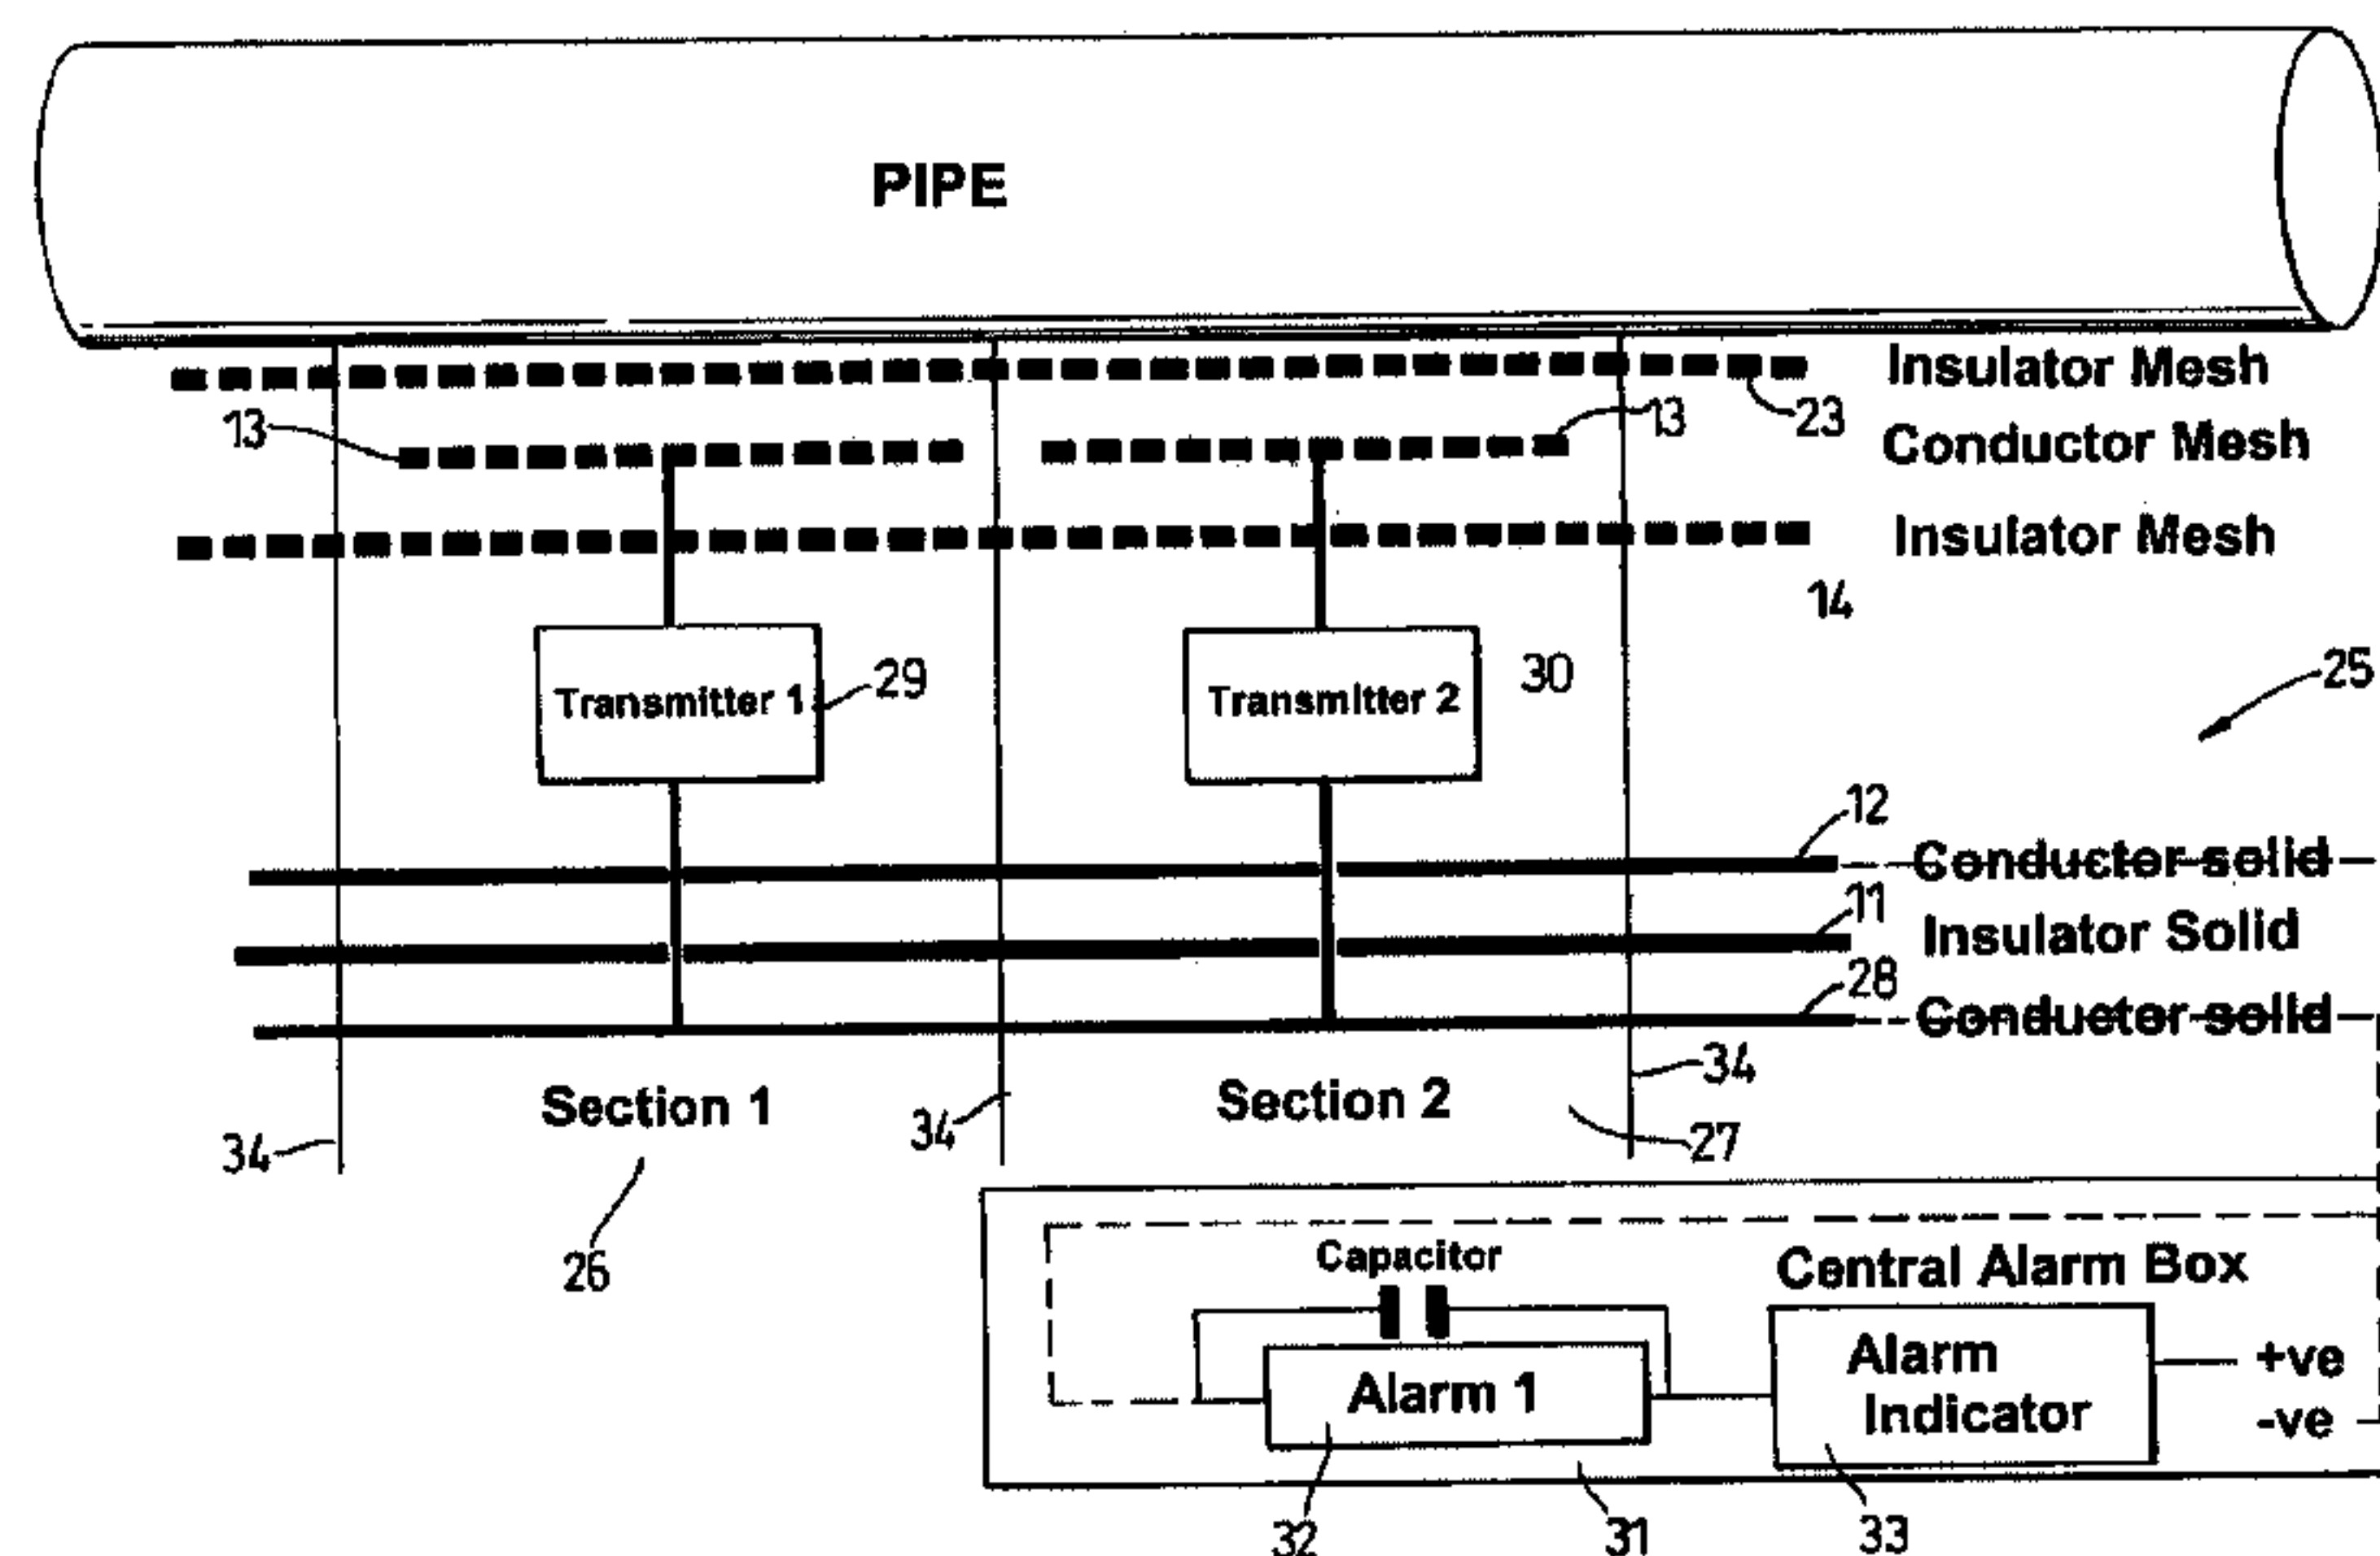 PIPE
Insulator Mesh
13
13
23
Conductor Mesh
Insulator Mesh
14
Transmitter 1
29
Transmitter 2
30
25
12
Conductor solid
11
Insulator Solid
28
Conductor solid
Section 1
34
Section 2
34
34
27
26
Capacitor
Central Alarm Box
Alarm 1
Alarm
Indicator
+ve
-ve
32
31
33